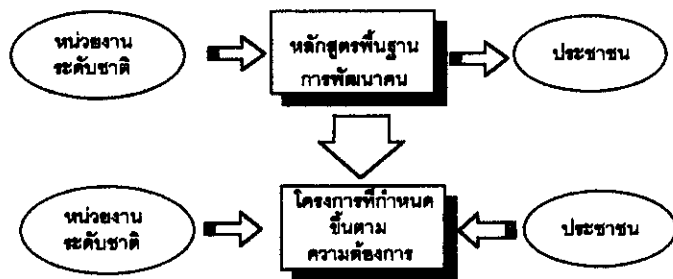 หน่วยงาน
ระดับชาติ
หลักสูตรพื้นฐาน
การพัฒนาคน
ประชาชน
หน่วยงาน
ระดับชาติ
โครงการที่กำหนด
ขึ้นตาม
ความต้องการ
ประชาชน